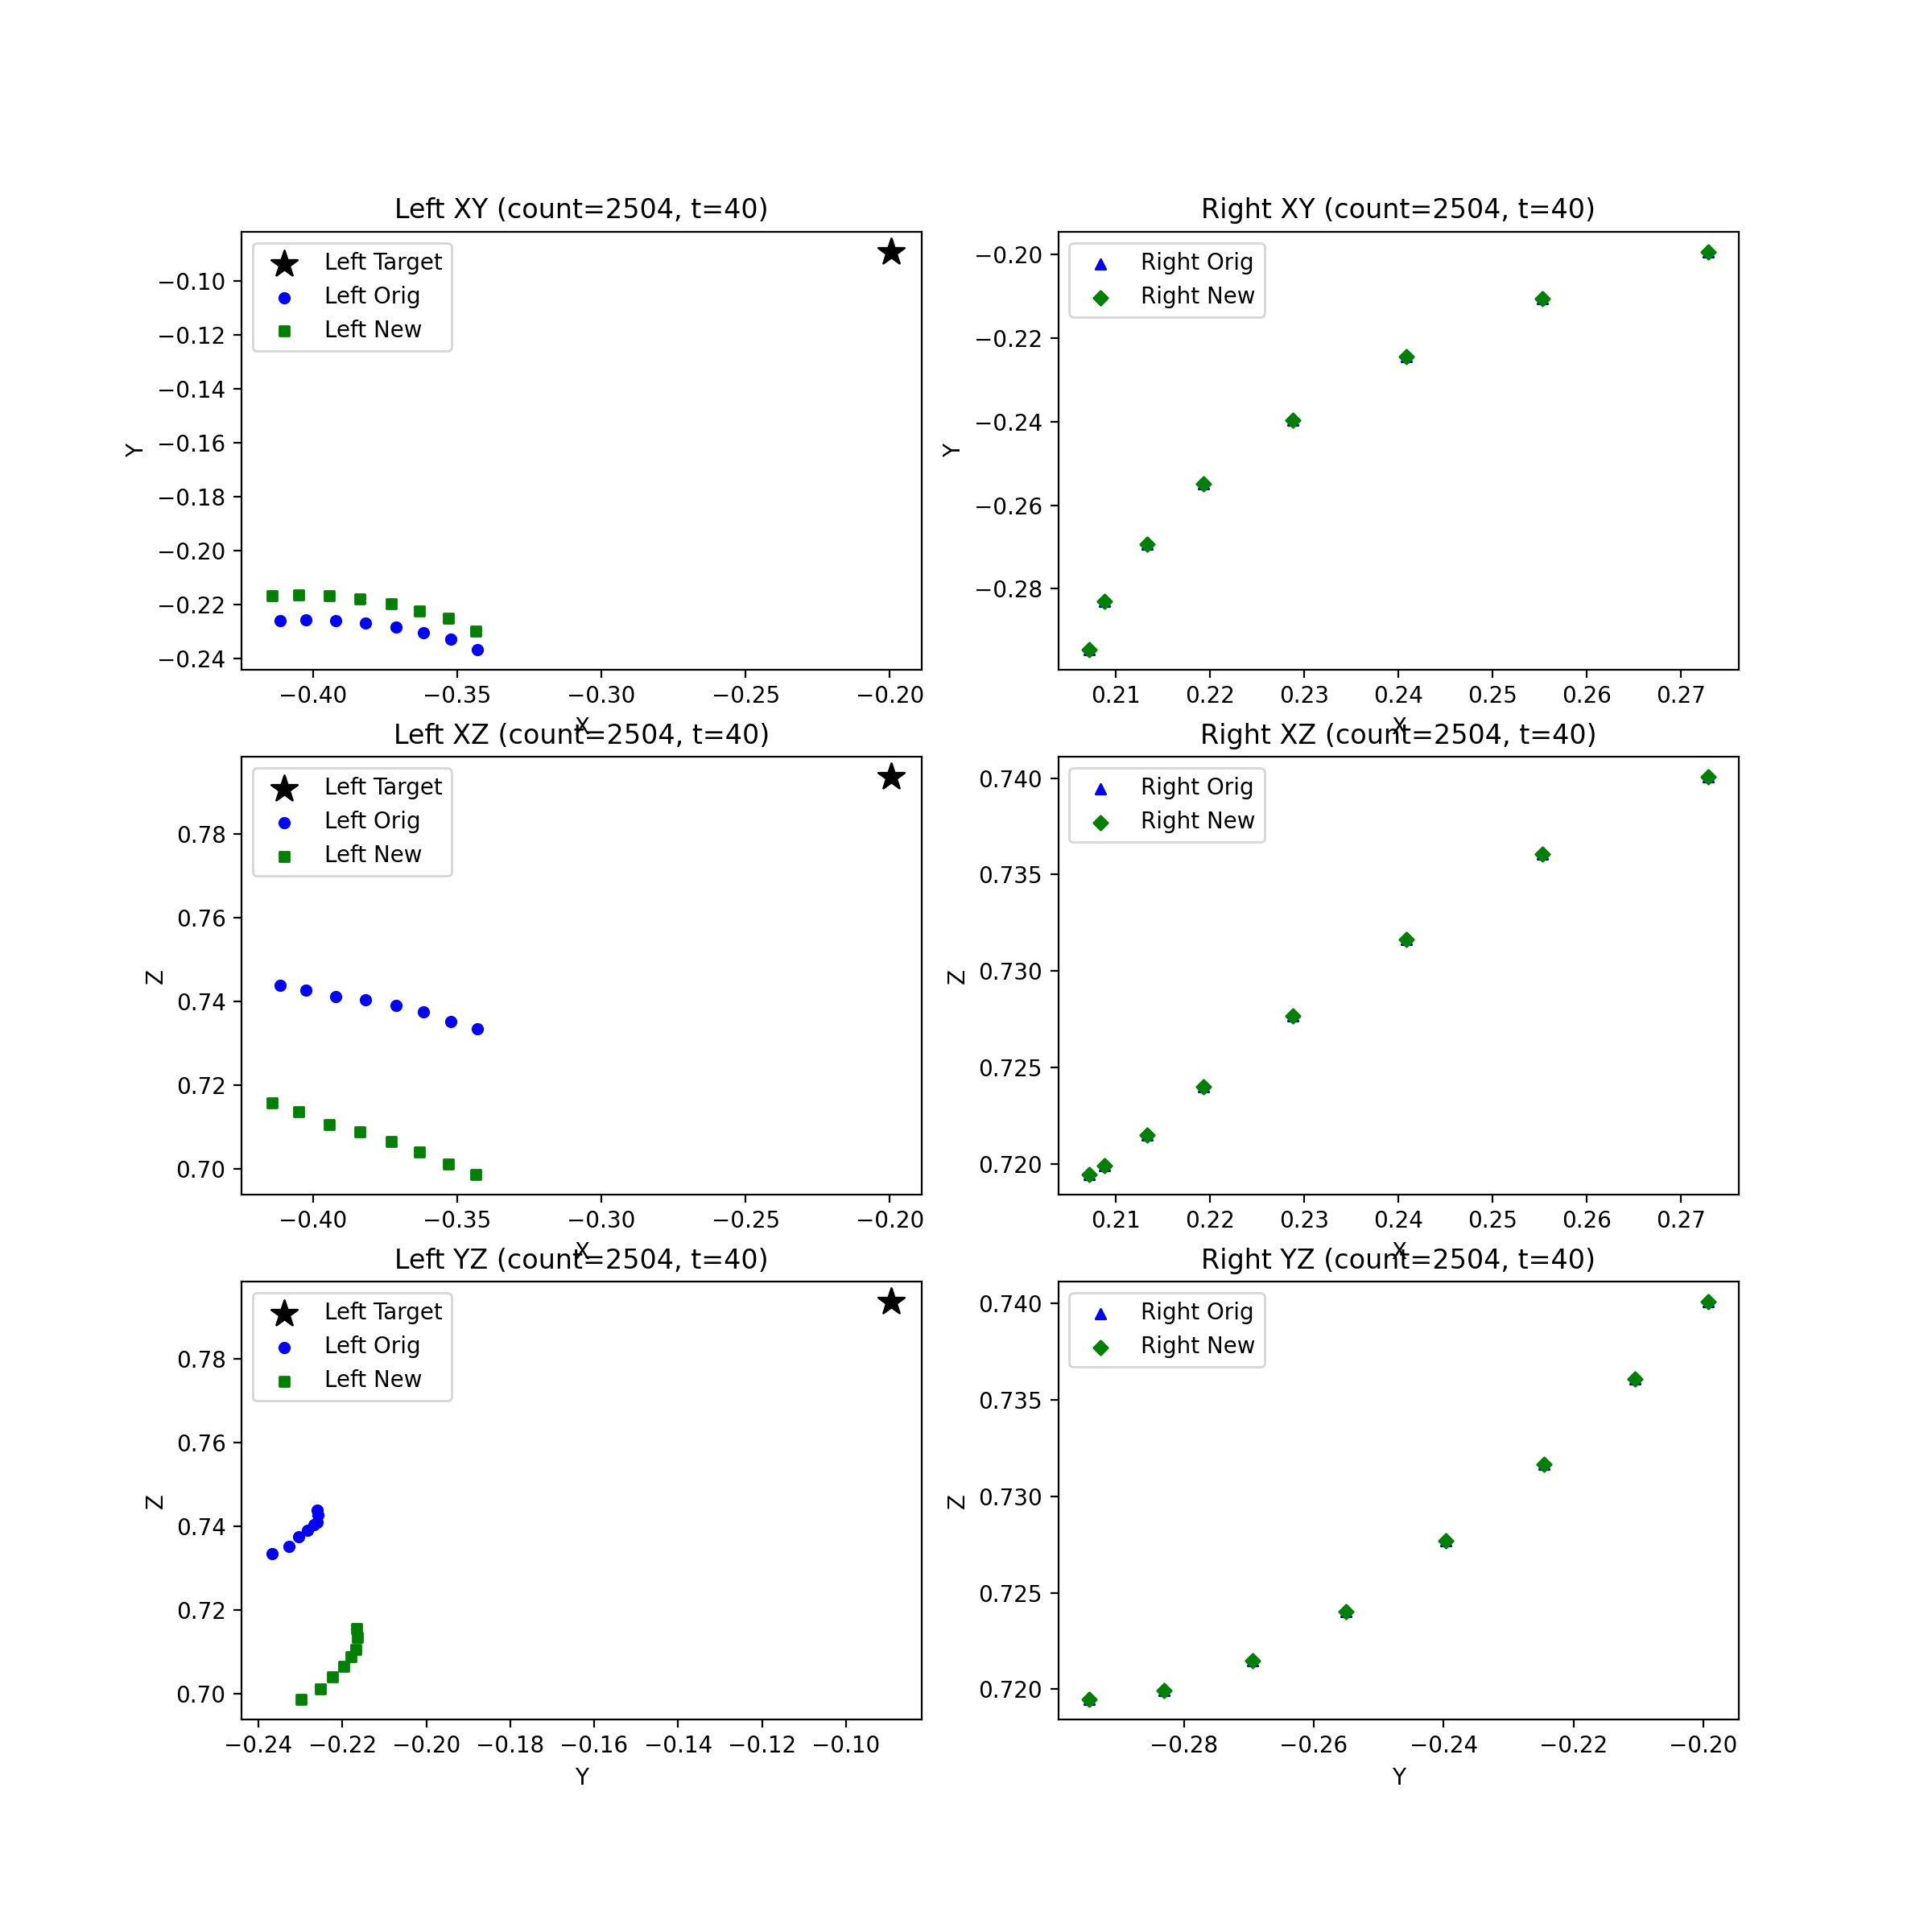 Left XY (count=2504, t=40)
Left Target
Left Orig
Left New
Y
−0.10
−0.12
−0.14
−0.16
−0.18
−0.20
−0.22
−0.24
−0.40 −0.35 −0.30 −0.25 −0.20
X
Right XY (count=2504, t=40)
Right Orig
Right New
Y
−0.20
−0.22
−0.24
−0.26
−0.28
0.21 0.22 0.23 0.24 0.25 0.26 0.27
X
Left XZ (count=2504, t=40)
Left Target
Left Orig
Left New
Z
0.78
0.76
0.74
0.72
0.70
−0.40 −0.35 −0.30 −0.25 −0.20
X
Right XZ (count=2504, t=40)
Right Orig
Right New
Z
0.740
0.735
0.730
0.725
0.720
0.21 0.22 0.23 0.24 0.25 0.26 0.27
X
Left YZ (count=2504, t=40)
Left Target
Left Orig
Left New
Z
0.78
0.76
0.74
0.72
0.70
−0.24 −0.22 −0.20 −0.18 −0.16 −0.14 −0.12 −0.10
Y
Right YZ (count=2504, t=40)
Right Orig
Right New
Z
0.740
0.735
0.730
0.725
0.720
−0.28 −0.26 −0.24 −0.22 −0.20
Y